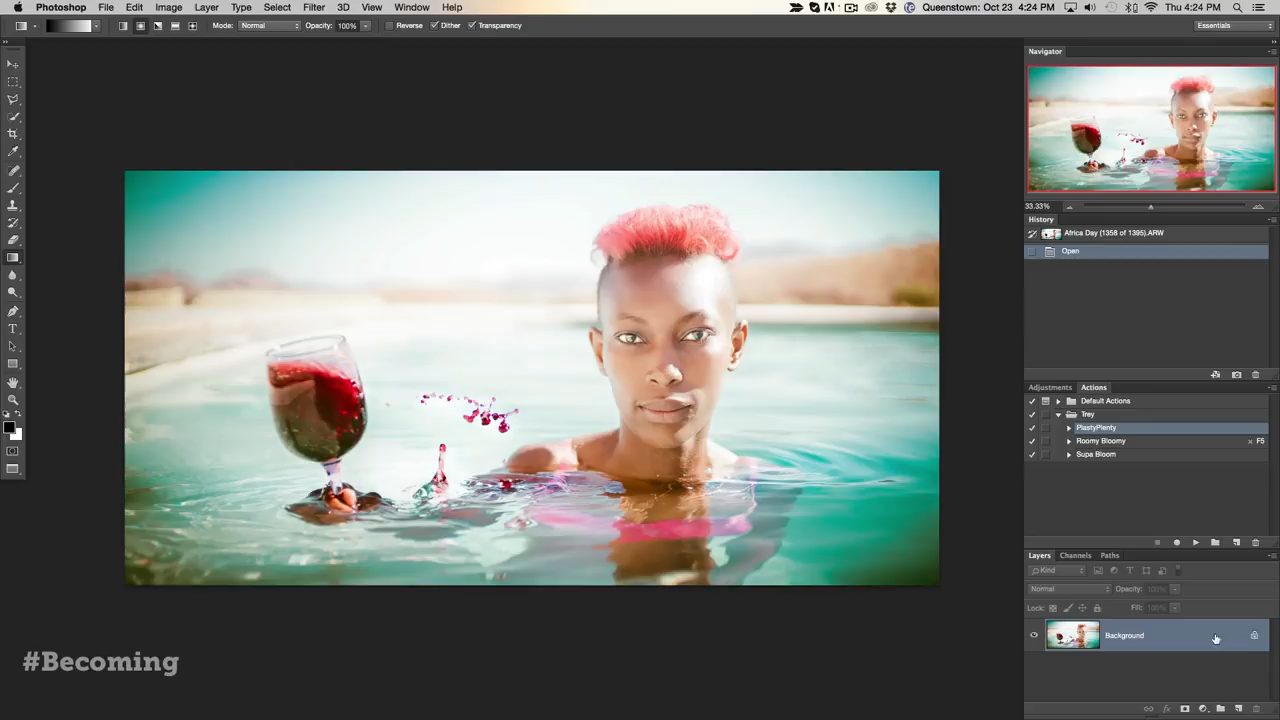 Photoshop File Edit Image Layer Type Select Filter 3D View Window Help Queenstown: Oct 23 4:24 PM Thu 4:24 PM
Mode: Normal Opacity: 100% Reverse Dither Transparency Essentials
Navigator
33.33%
History
Africa Day (1358 of 1395).ARW
Open
Adjustments Actions
Default Actions
Trey
PlastyPlenty
Roomy Bloomy x F5
Supa Bloom
Layers Channels Paths
Kind
Normal Opacity: 100%
Lock: Fill: 100%
Background
#Becoming